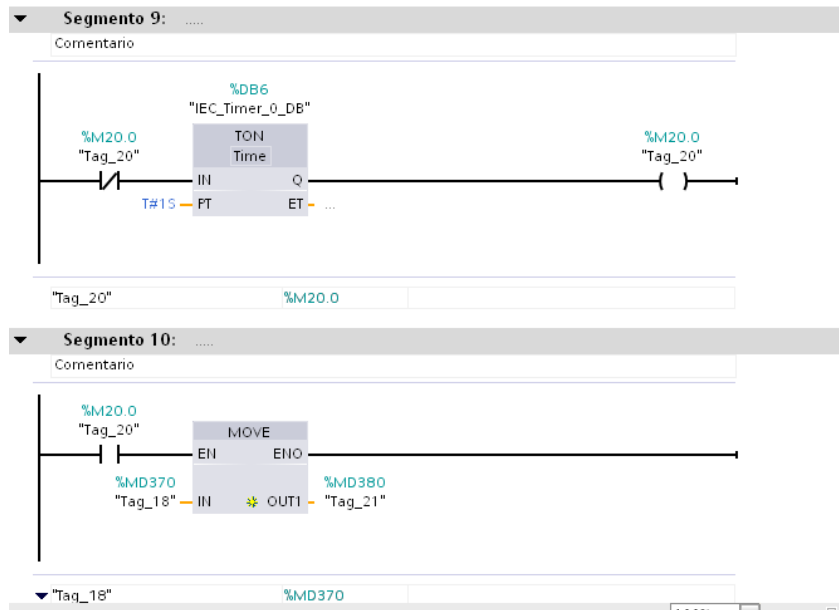 Segmento 9: .....
Comentario
%DB6
"IEC_Timer_0_DB"
%M20.0
"Tag_20"
TON
Time
%M20.0
"Tag_20"
IN Q
T#1S PT ET ...
"Tag_20" %M20.0
Segmento 10: .....
Comentario
%M20.0
"Tag_20"
MOVE
EN ENO
%MD370 %MD380
"Tag_18" IN OUT1 "Tag_21"
"Tag_18" %MD370